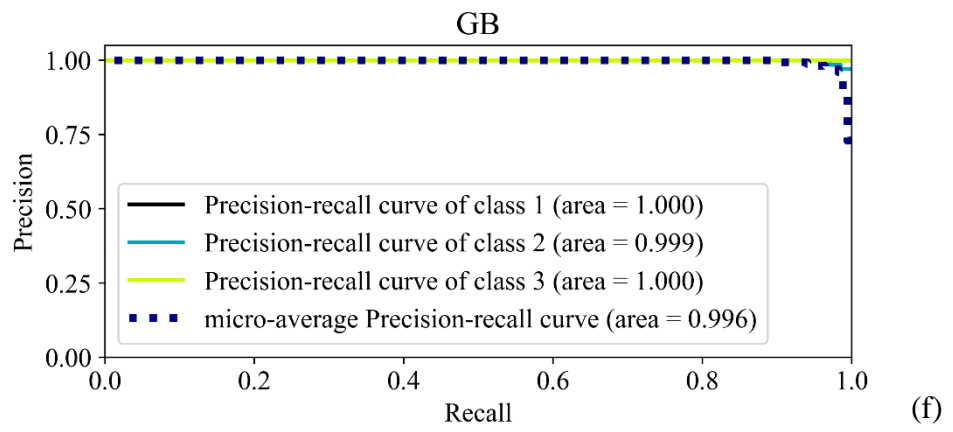 GB
Precision
1.00
0.75
0.50
0.25
0.00
Precision-recall curve of class 1 (area = 1.000)
Precision-recall curve of class 2 (area = 0.999)
Precision-recall curve of class 3 (area = 1.000)
micro-average Precision-recall curve (area = 0.996)
0.0 0.2 0.4 0.6 0.8 1.0
Recall
(f)